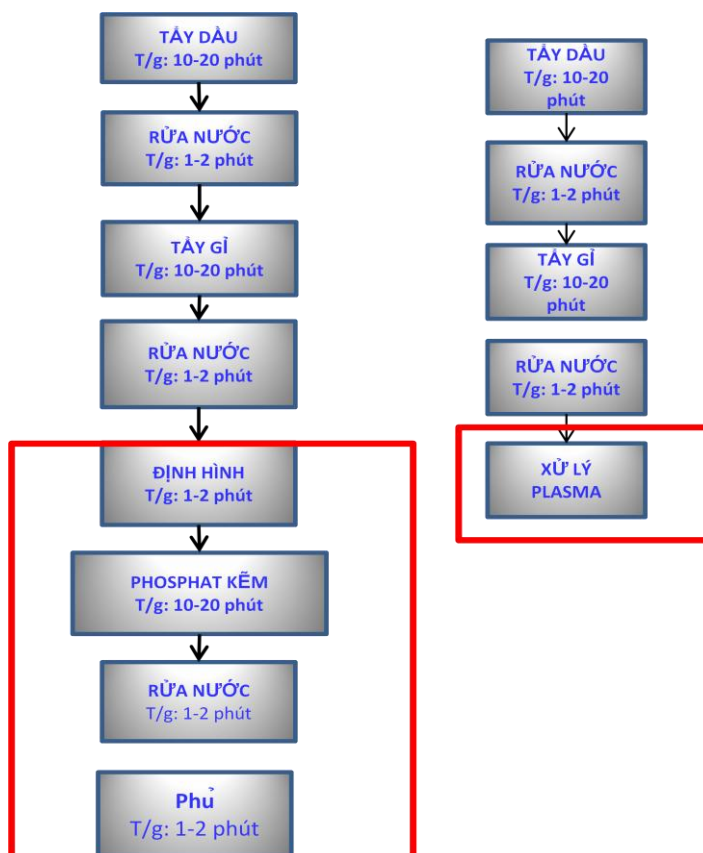 TẨY DẦU
T/g: 10-20 phút
RỬA NƯỚC
T/g: 1-2 phút
TẨY GỈ
T/g: 10-20 phút
RỬA NƯỚC
T/g: 1-2 phút
ĐỊNH HÌNH
T/g: 1-2 phút
PHOSPHAT KẼM
T/g: 10-20 phút
RỬA NƯỚC
T/g: 1-2 phút
Phủ
T/g: 1-2 phút
TẨY DẦU
T/g: 10-20
phút
RỬA NƯỚC
T/g: 1-2 phút
TẨY GỈ
T/g: 10-20
phút
RỬA NƯỚC
T/g: 1-2 phút
XỬ LÝ
PLASMA